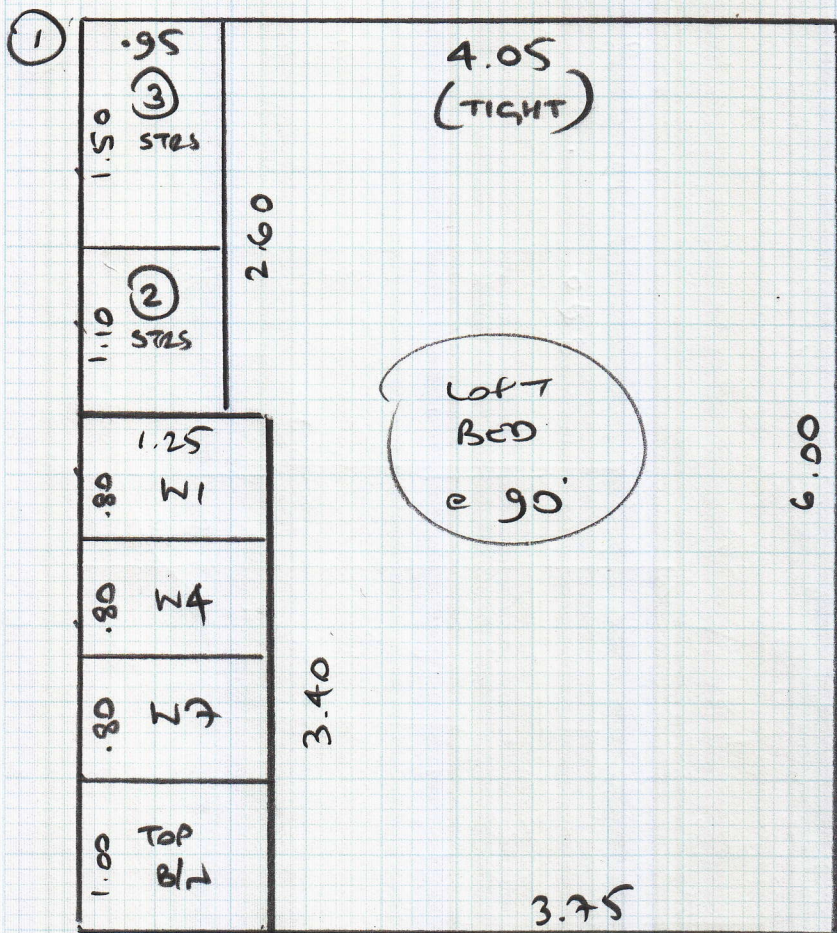 1
.95
3
STRS
1.50
4.05
(TIGHT)
2.60
2
STRS
1.10
LOFT
BED
@ 90°
6.00
1.25
.80 W1
.80 W4
.80 W7
3.40
1.00
TOP
B/N
3.75